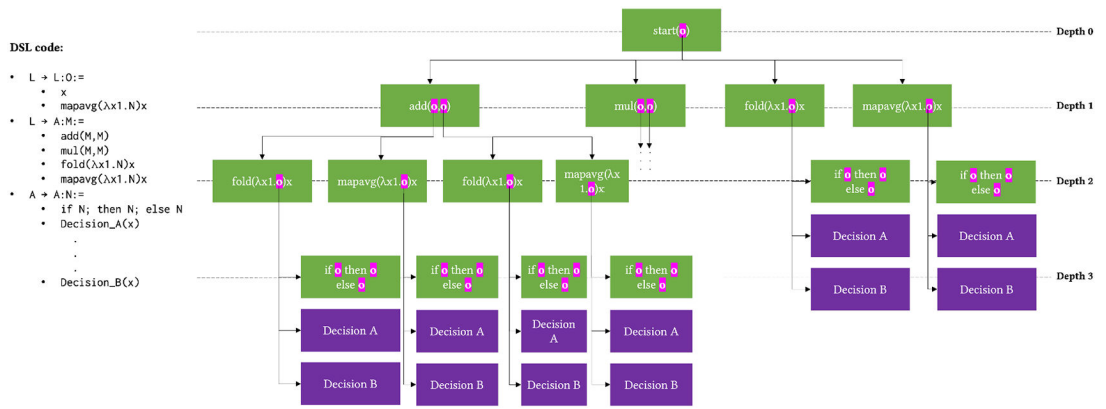 start(o)
Depth 0
DSL code:
• L → L:O:=
• x
• mapavg(λx1.N)x
• L → A:M:=
• add(M,M)
• mul(M,M)
• fold(λx1.N)x
• mapavg(λx1.N)x
• A → A:N:=
• if N; then N; else N
• Decision_A(x)
.
.
.
• Decision_B(x)
add(o,o)
mul(o,o)
fold(λx1.o)x
mapavg(λx1.o)x
Depth 1
fold(λx1.o)x
mapavg(λx1.o)x
fold(λx1.o)x
mapavg(λx
1.o)x
if o then o
else o
if o then o
else o
Depth 2
Decision A
Decision A
Decision B
Decision B
Depth 3
if o then o
else o
if o then o
else o
if o then o
else o
if o then o
else o
Decision A
Decision A
Decision
A
Decision A
Decision B
Decision B
Decision B
Decision B